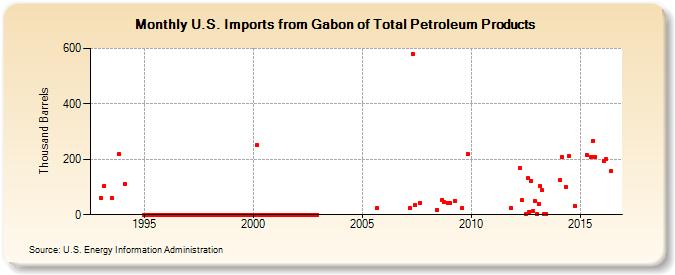 Monthly U.S. Imports from Gabon of Total Petroleum Products
Thousand Barrels
600
400
200
0
1995 2000 2005 2010 2015
Source: U.S. Energy Information Administration